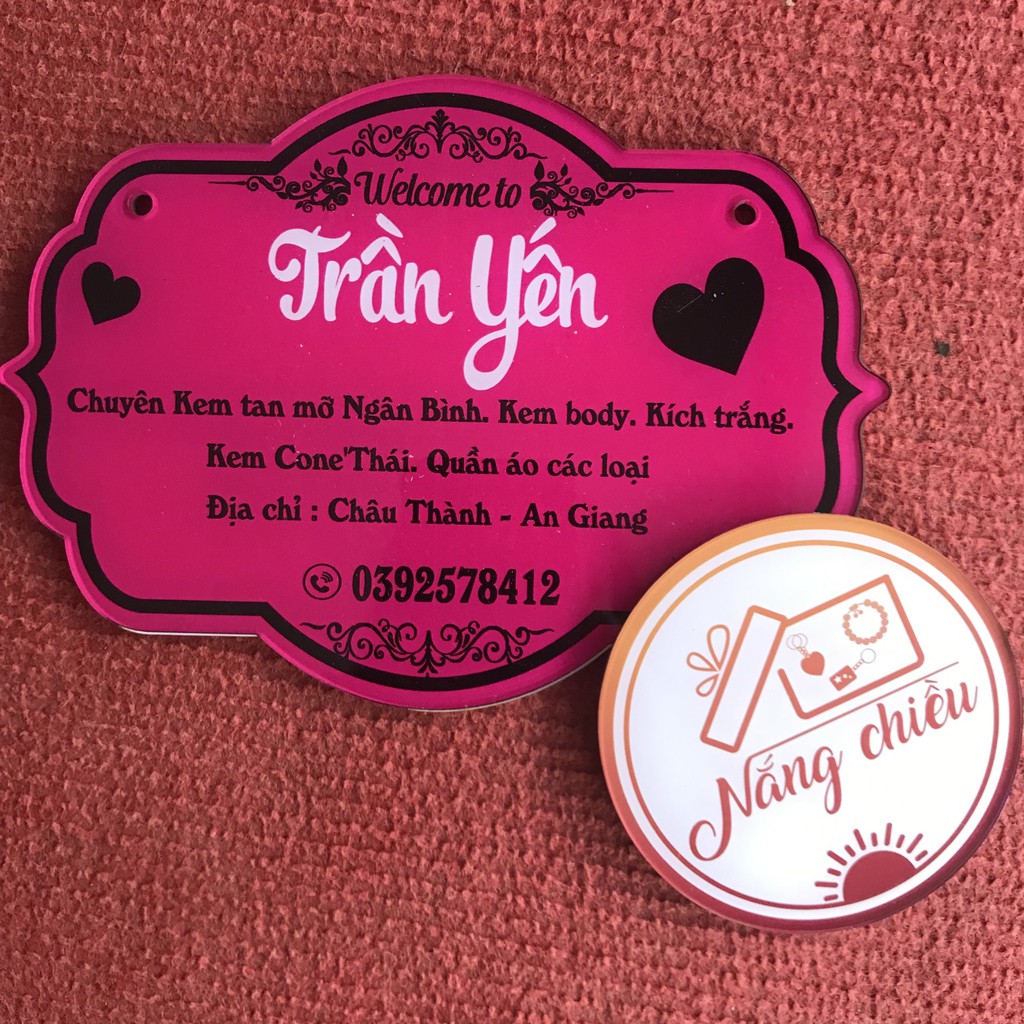 Welcome to
Trần Yến
Chuyên Kem tan mỡ Ngân Bình. Kem body. Kích trắng.
Kem Cone'Thái. Quần áo các loại
Địa chỉ : Châu Thành - An Giang
0392578412
Nắng chiều